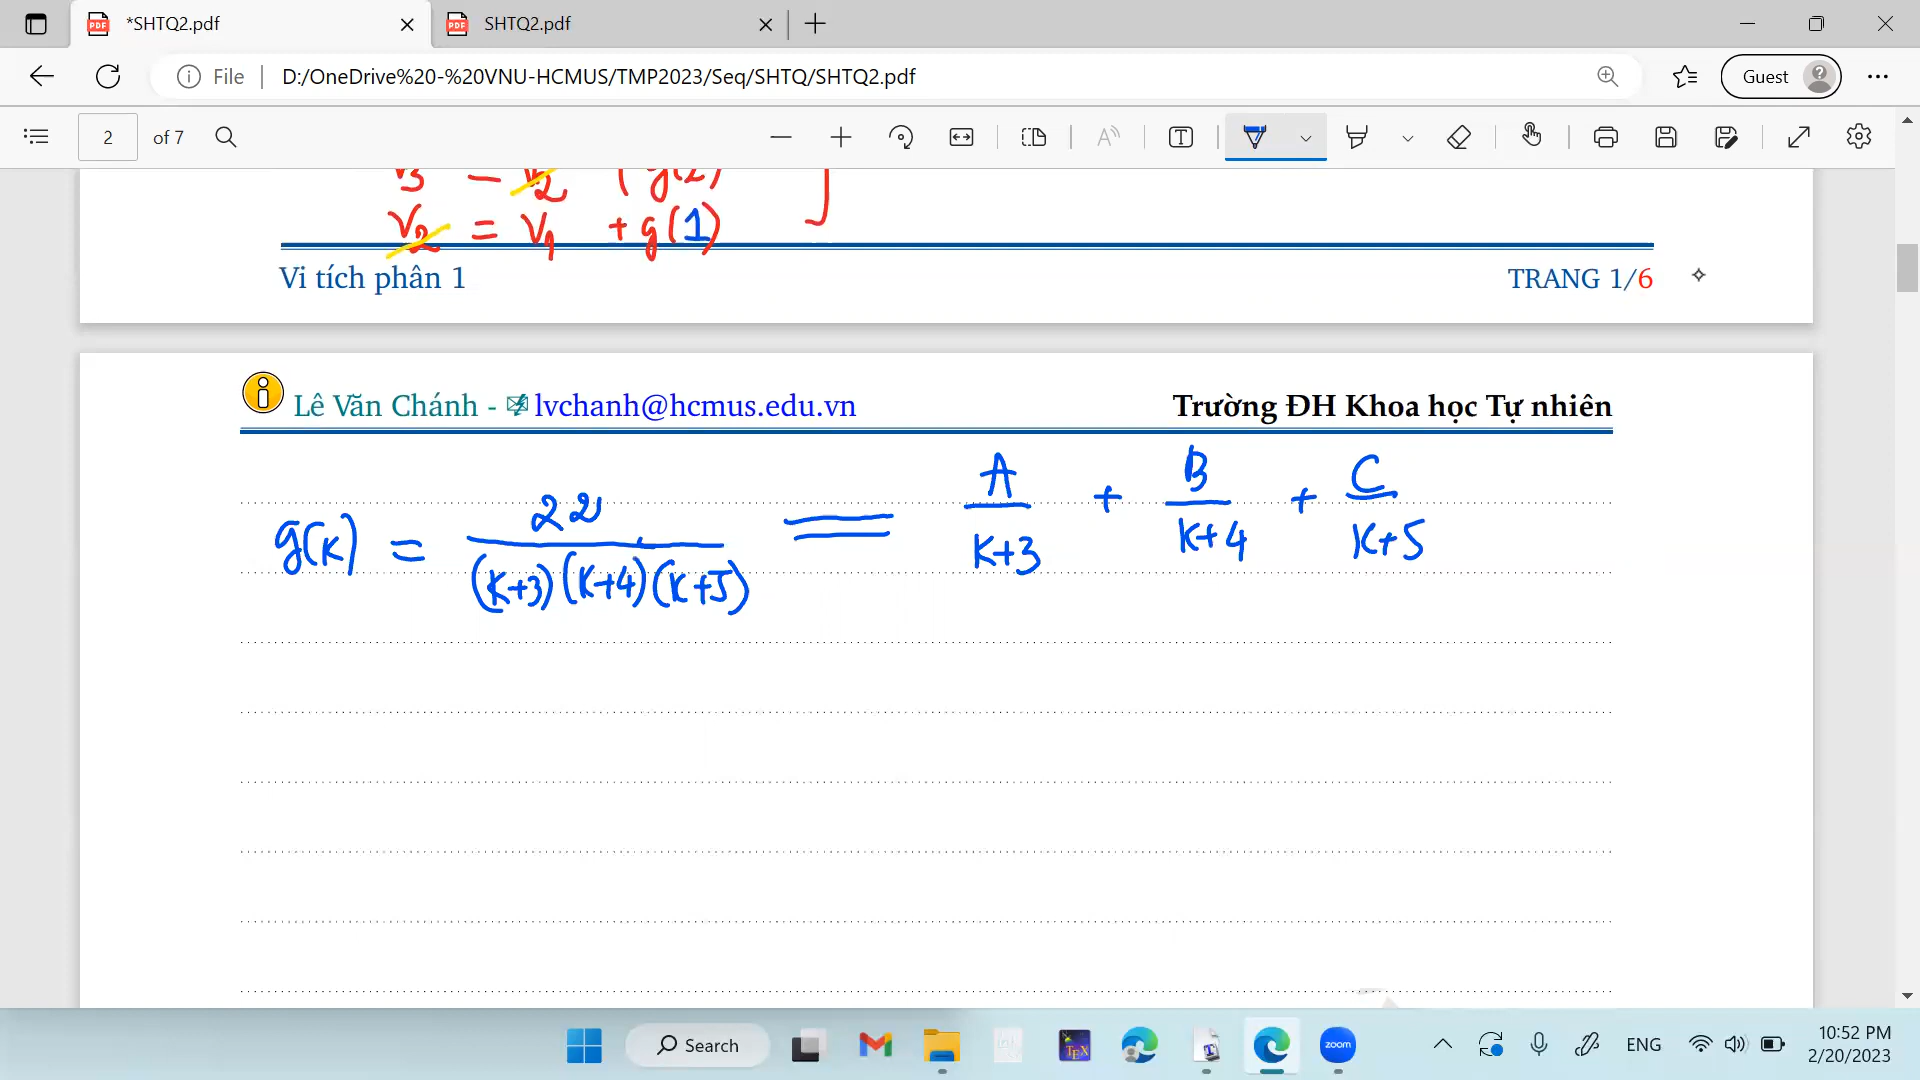 *SHTQ2.pdf
SHTQ2.pdf
File
D:/OneDrive%20-%20VNU-HCMUS/TMP2023/Seq/SHTQ/SHTQ2.pdf
Guest
2 of 7
V2 = V1 + g(1)
Vi tích phân 1
TRANG 1/6
Lê Văn Chánh - lvchanh@hcmus.edu.vn
Trường ĐH Khoa học Tự nhiên
g(k) = 22 / (k+3)(k+4)(k+5) = A / k+3 + B / k+4 + C / k+5
Search
zoom
ENG
10:52 PM
2/20/2023